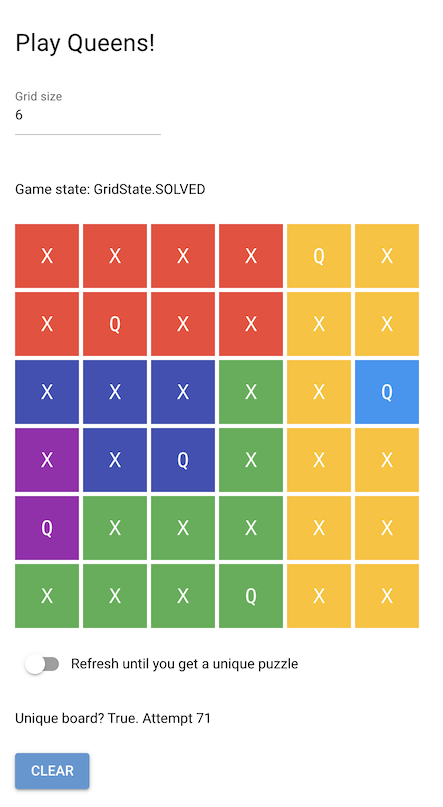 Play Queens!
Grid size
6
Game state: GridState.SOLVED
X X X X Q X
X Q X X X X
X X X X X Q
X X Q X X X
Q X X X X X
X X X Q X X
Refresh until you get a unique puzzle
Unique board? True. Attempt 71
CLEAR